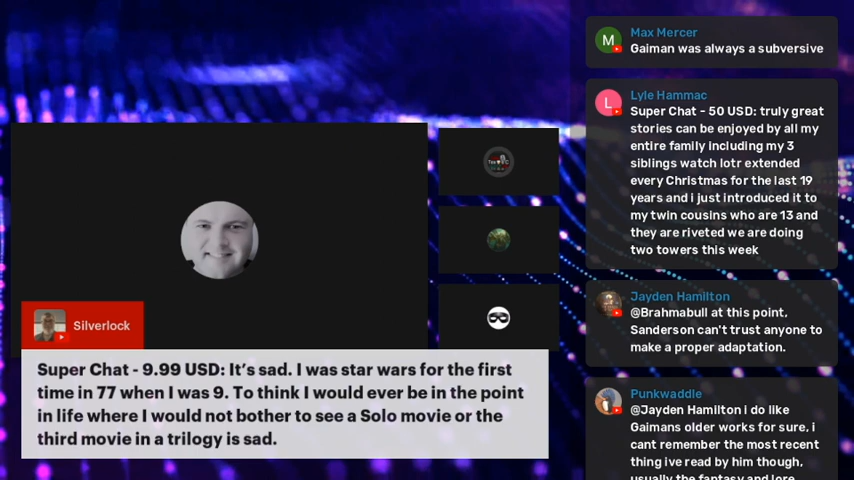 Silverlock
Super Chat - 9.99 USD: It's sad. I was star wars for the first
time in 77 when I was 9. To think I would ever be in the point
in life where I would not bother to see a Solo movie or the
third movie in a trilogy is sad.
M
Max Mercer
Gaiman was always a subversive
L
Lyle Hammac
Super Chat - 50 USD: truly great
stories can be enjoyed by all my
entire family including my 3
siblings watch lotr extended
every Christmas for the last 19
years and i just introduced it to
my twin cousins who are 13 and
they are riveted we are doing
two towers this week
Jayden Hamilton
@Brahmabull at this point,
Sanderson can't trust anyone to
make a proper adaptation.
Punkwaddle
@Jayden Hamilton i do like
Gaimans older works for sure, i
cant remember the most recent
thing ive read by him though,
usually the fantasy and lore